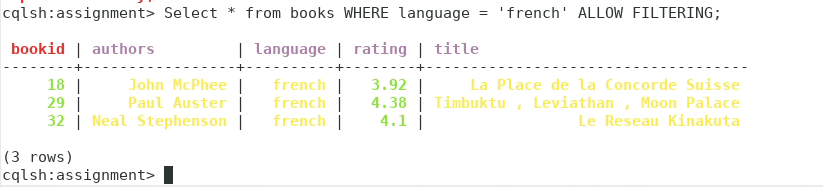 cqlsh:assignment> Select * from books WHERE language = 'french' ALLOW FILTERING;
 bookid | authors         | language | rating | title
--------+-----------------+----------+--------+-----------------------------------
     18 |     John McPhee |   french |   3.92 |     La Place de la Concorde Suisse
     29 |     Paul Auster |   french |   4.38 | Timbuktu , Leviathan , Moon Palace
     32 | Neal Stephenson |   french |    4.1 |                 Le Reseau Kinakuta
(3 rows)
cqlsh:assignment>